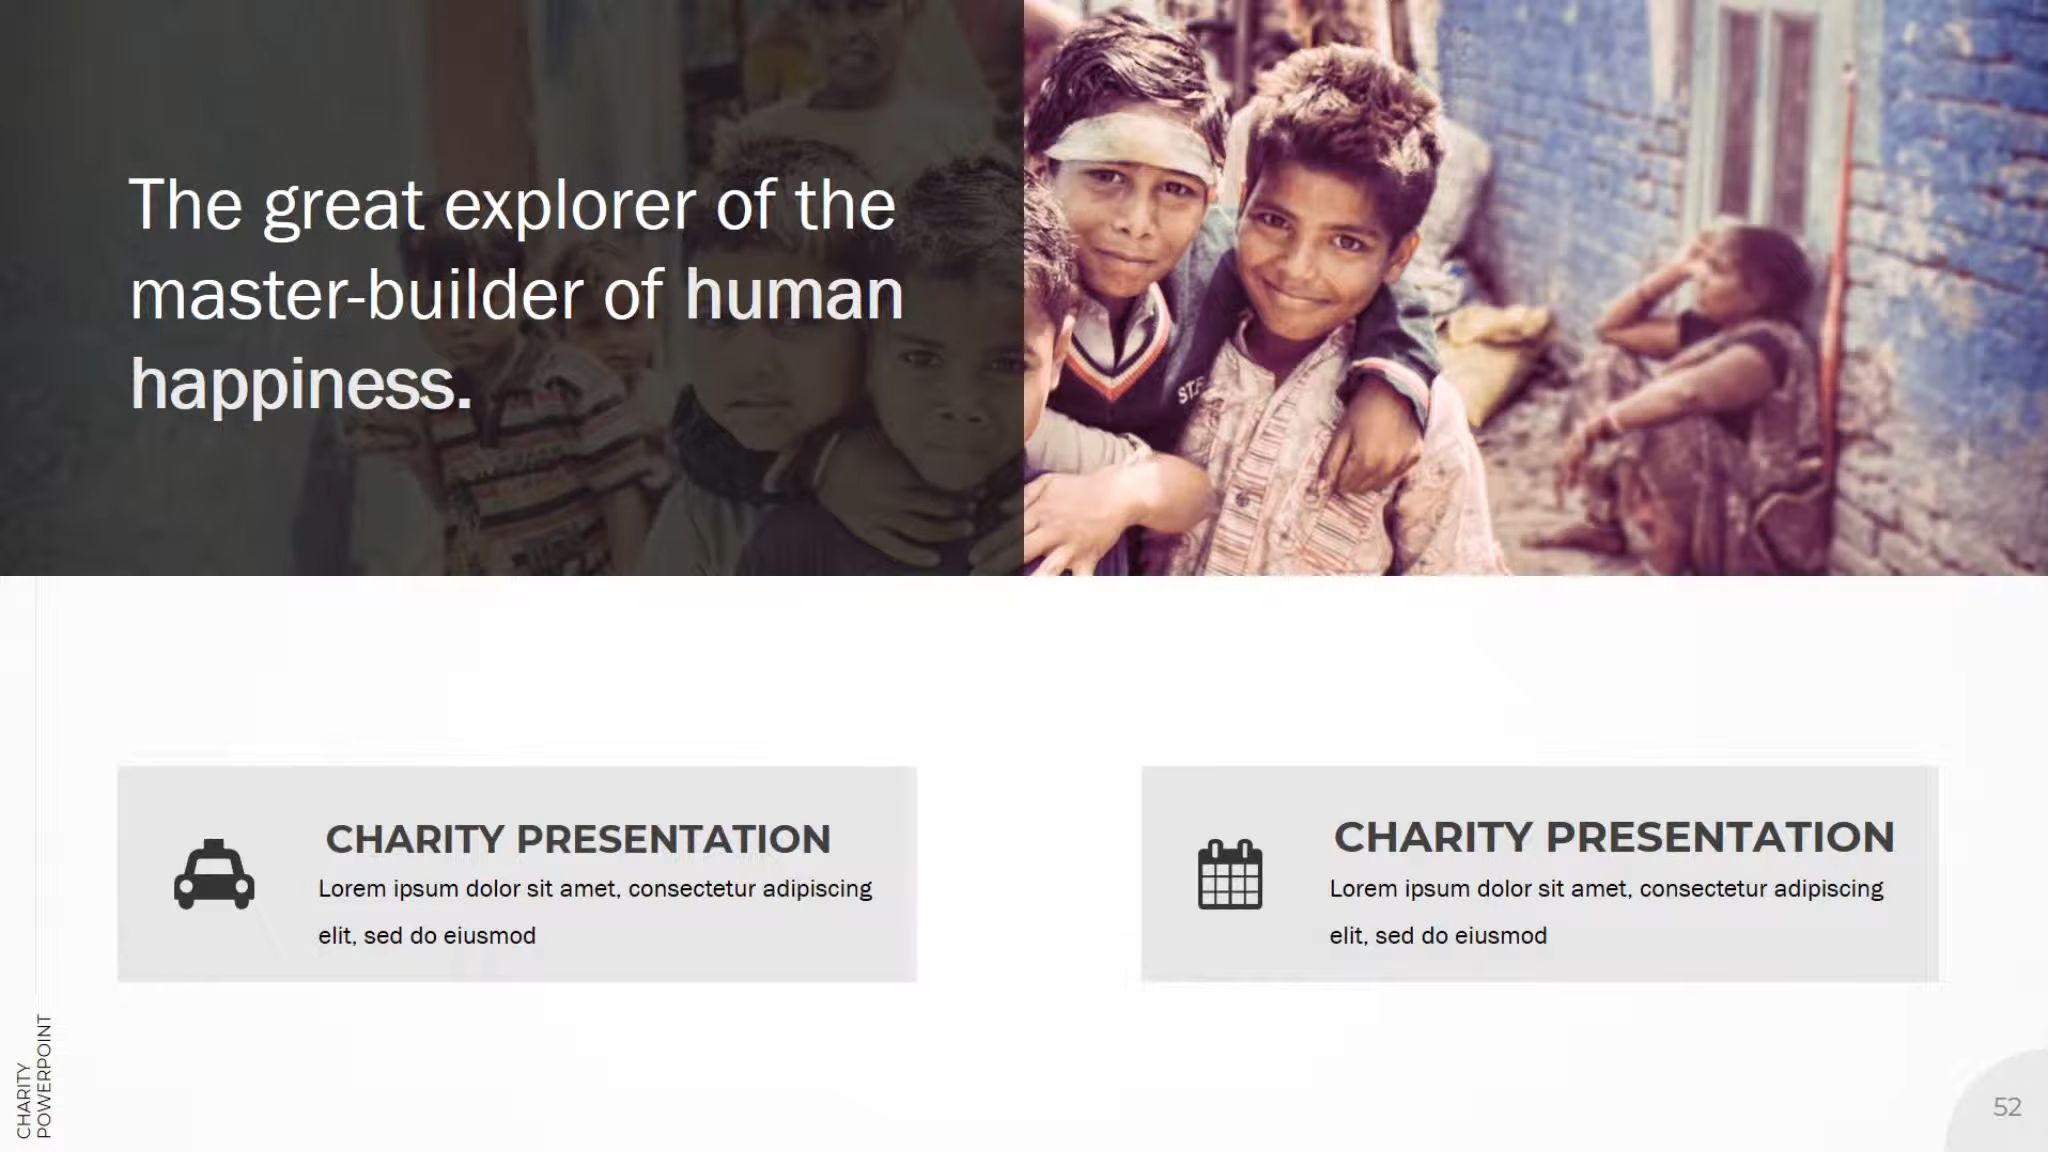 The great explorer of the
master-builder of human
happiness.
STF
CHARITY PRESENTATION
Lorem ipsum dolor sit amet, consectetur adipiscing
elit, sed do eiusmod
CHARITY PRESENTATION
Lorem ipsum dolor sit amet, consectetur adipiscing
elit, sed do eiusmod
CHARITY
POWERPOINT
52